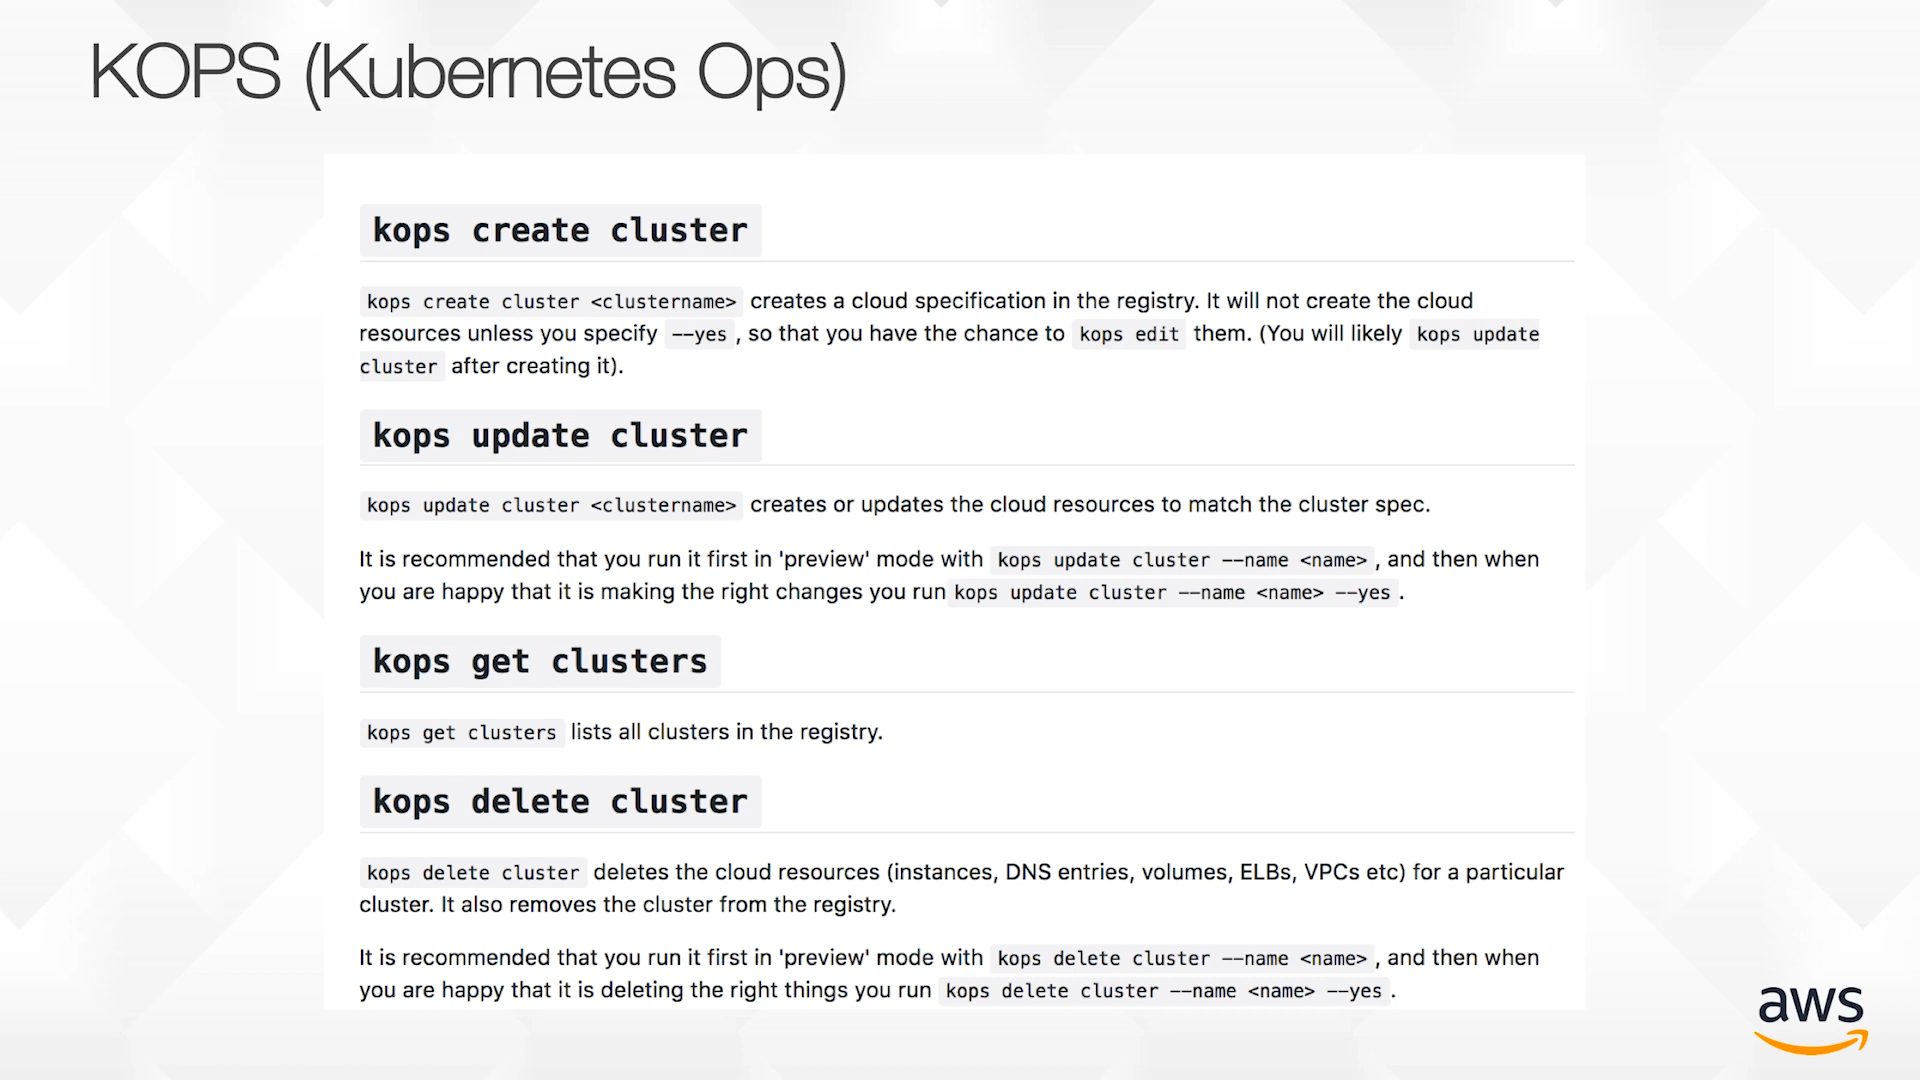 KOPS (Kubernetes Ops)
kops create cluster
kops create cluster <clustername> creates a cloud specification in the registry. It will not create the cloud
resources unless you specify --yes , so that you have the chance to kops edit them. (You will likely kops update
cluster after creating it).
kops update cluster
kops update cluster <clustername> creates or updates the cloud resources to match the cluster spec.
It is recommended that you run it first in 'preview' mode with kops update cluster --name <name> , and then when
you are happy that it is making the right changes you run kops update cluster --name <name> --yes .
kops get clusters
kops get clusters lists all clusters in the registry.
kops delete cluster
kops delete cluster deletes the cloud resources (instances, DNS entries, volumes, ELBs, VPCs etc) for a particular
cluster. It also removes the cluster from the registry.
It is recommended that you run it first in 'preview' mode with kops delete cluster --name <name> , and then when
you are happy that it is deleting the right things you run kops delete cluster --name <name> --yes .
aws